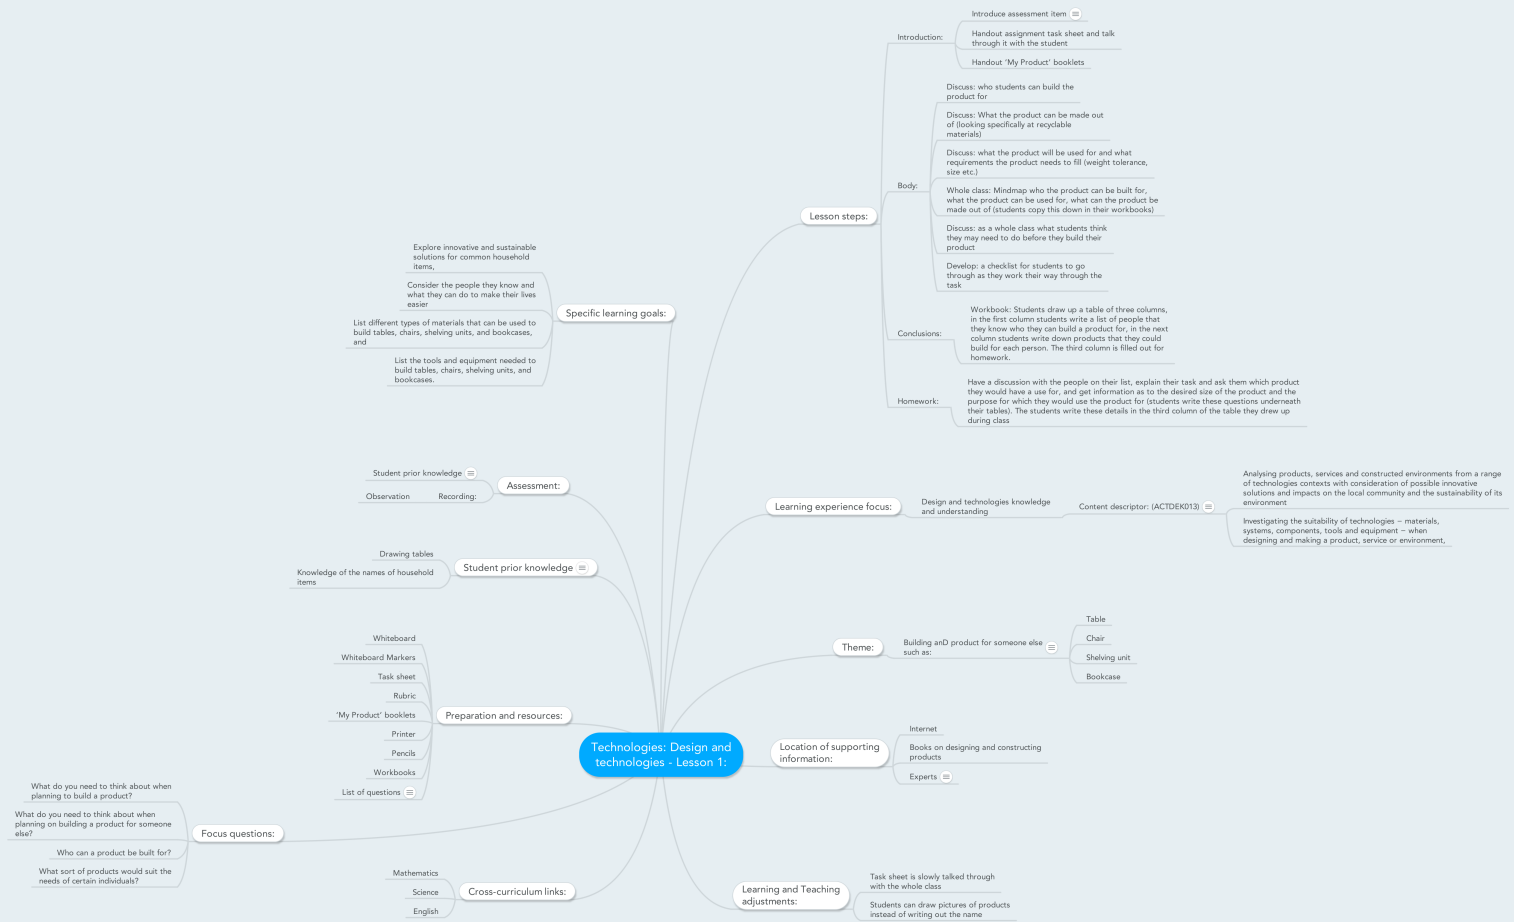 Technologies: Design and
technologies - Lesson 1:
Lesson steps:
Introduction:
Introduce assessment item
Handout assignment task sheet and talk
through it with the student
Handout 'My Product' booklets
Body:
Discuss: who students can build the
product for
Discuss: What the product can be made out
of (looking specifically at recyclable
materials)
Discuss: what the product will be used for and what
requirements the product needs to fill (weight tolerance,
size etc.)
Whole class: Mindmap who the product can be built for,
what the product can be used for, what can the product be
made out of (students copy this down in their workbooks)
Discuss: as a whole class what students think
they may need to do before they build their
product
Develop: a checklist for students to go
through as they work their way through the
task
Conclusions:
Workbook: Students draw up a table of three columns,
in the first column students write a list of people that
they know who they can build a product for, in the next
column students write down products that they could
build for each person. The third column is filled out for
homework.
Homework:
Have a discussion with the people on their list, explain their task and ask them which product
they would have a use for, and get information as to the desired size of the product and the
purpose for which they would use the product for (students write these questions underneath
their tables). The students write these details in the third column of the table they drew up
during class
Learning experience focus:
Design and technologies knowledge
and understanding
Content descriptor: (ACTDEK013)
Analysing products, services and constructed environments from a range
of technologies contexts with consideration of possible innovative
solutions and impacts on the local community and the sustainability of its
environment
Investigating the suitability of technologies – materials,
systems, components, tools and equipment – when
designing and making a product, service or environment,
Theme:
Building anD product for someone else
such as:
Table
Chair
Shelving unit
Bookcase
Location of supporting
information:
Internet
Books on designing and constructing
products
Experts
Learning and Teaching
adjustments:
Task sheet is slowly talked through
with the whole class
Students can draw pictures of products
instead of writing out the name
Specific learning goals:
Explore innovative and sustainable
solutions for common household
items,
Consider the people they know and
what they can do to make their lives
easier
List different types of materials that can be used to
build tables, chairs, shelving units, and bookcases,
and
List the tools and equipment needed to
build tables, chairs, shelving units, and
bookcases.
Assessment:
Student prior knowledge
Recording:
Observation
Student prior knowledge
Drawing tables
Knowledge of the names of household
items
Preparation and resources:
Whiteboard
Whiteboard Markers
Task sheet
Rubric
'My Product' booklets
Printer
Pencils
Workbooks
List of questions
Focus questions:
What do you need to think about when
planning to build a product?
What do you need to think about when
planning on building a product for someone
else?
Who can a product be built for?
What sort of products would suit the
needs of certain individuals?
Cross-curriculum links:
Mathematics
Science
English